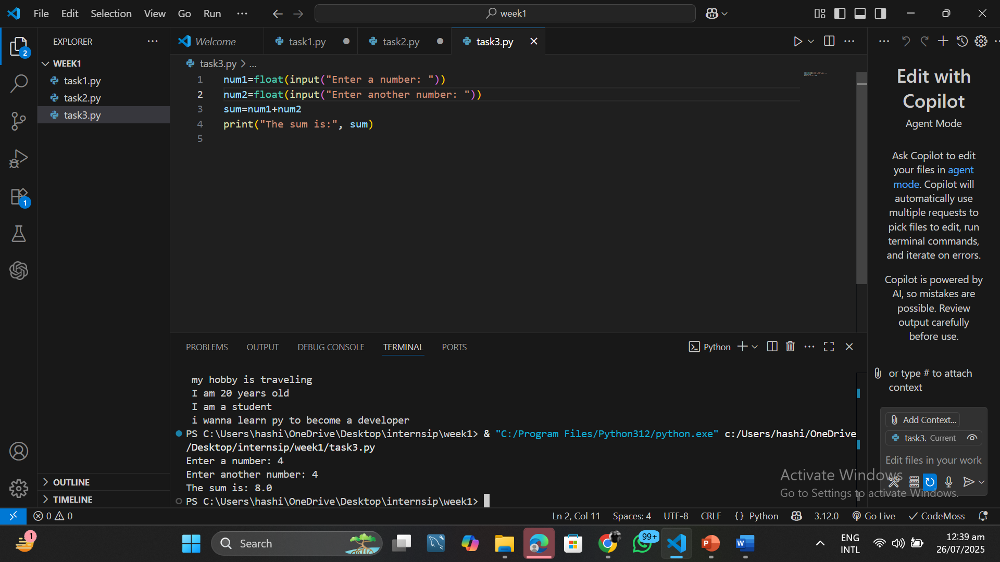 File Edit Selection View Go Run ...
week1
EXPLORER ...
2
WEEK1
task1.py
task2.py
task3.py
1
OUTLINE
TIMELINE
Welcome task1.py task2.py task3.py
task3.py > ...
1 num1=float(input("Enter a number: "))
2 num2=float(input("Enter another number: "))
3 sum=num1+num2
4 print("The sum is:", sum)
5
PROBLEMS OUTPUT DEBUG CONSOLE TERMINAL PORTS
Python
my hobby is traveling
I am 20 years old
I am a student
i wanna learn py to become a developer
PS C:\Users\hashi\OneDrive\Desktop\internsip\week1> & "C:/Program Files/Python312/python.exe" c:/Users/hashi/OneDrive
/Desktop/internsip/week1/task3.py
Enter a number: 4
Enter another number: 4
The sum is: 8.0
PS C:\Users\hashi\OneDrive\Desktop\internsip\week1>
Edit with
Copilot
Agent Mode
Ask Copilot to edit
your files in agent
mode. Copilot will
automatically use
multiple requests to
pick files to edit, run
terminal commands,
and iterate on errors.
Copilot is powered by
AI, so mistakes are
possible. Review
output carefully
before use.
or type # to attach
context
Add Context...
task3. Current
Edit files in your work
Activate Windows
Go to Settings to activate Windows.
0 0
Ln 2, Col 11 Spaces: 4 UTF-8 CRLF {} Python 3.12.0 Go Live CodeMoss
1
Search
99+
ENG
INTL
12:39 am
26/07/2025